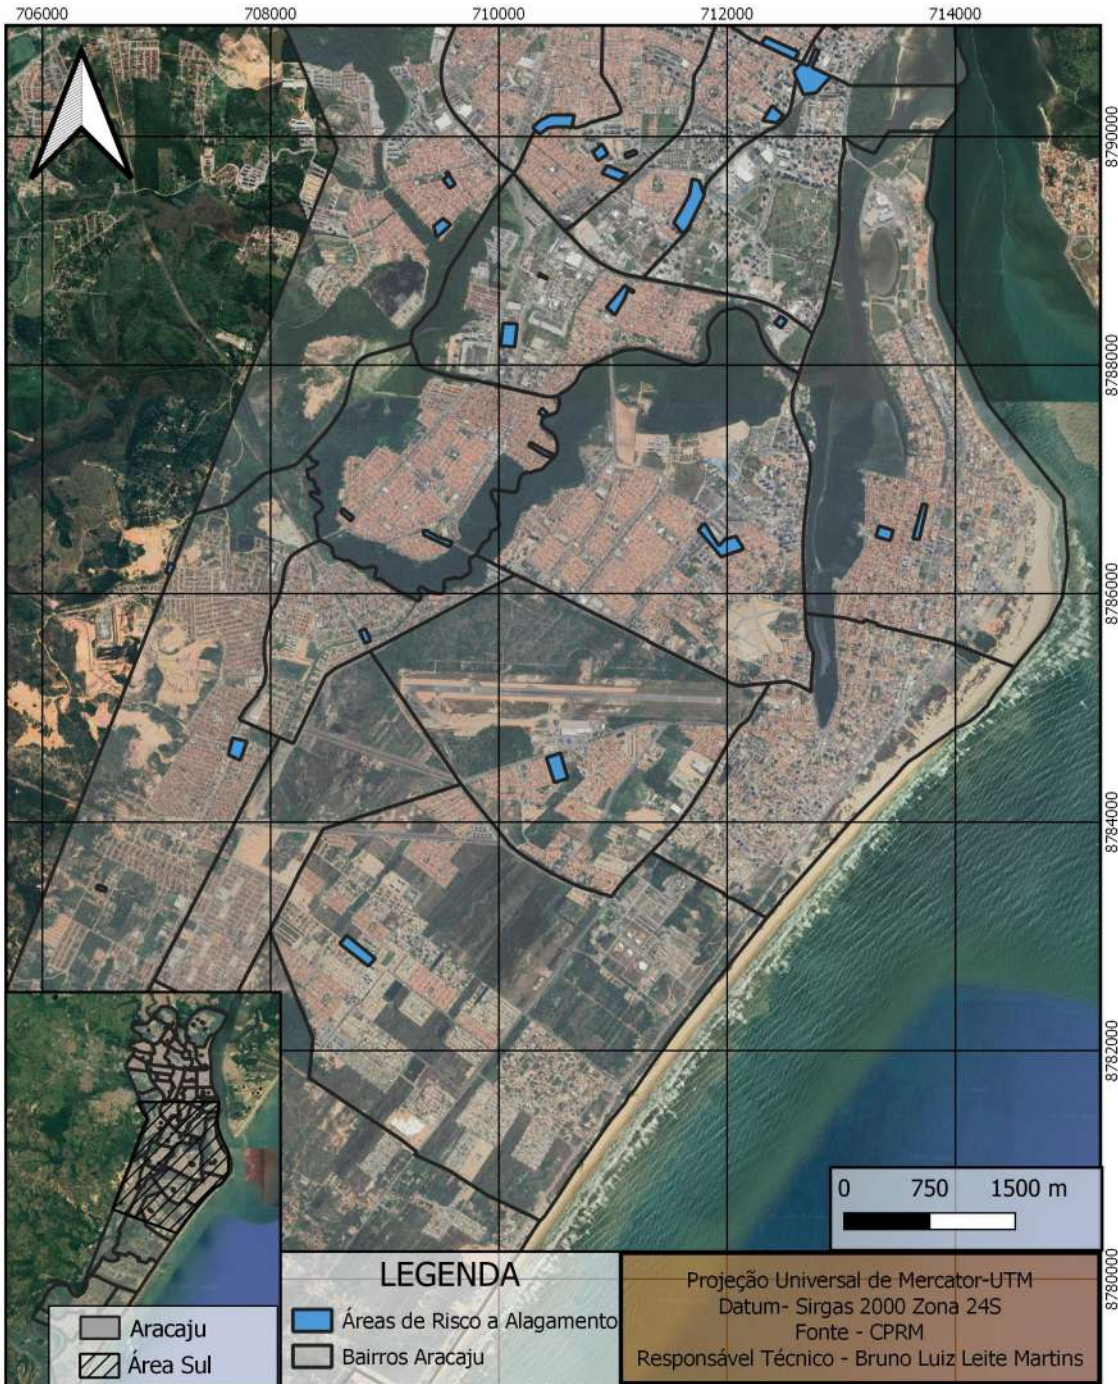 706000 708000 710000 712000 714000
8790000
8788000
8786000
8784000
8782000
8780000
0 750 1500 m
LEGENDA
Áreas de Risco a Alagamento
Bairros Aracaju
Aracaju
Área Sul
Projeção Universal de Mercator-UTM
Datum- Sirgas 2000 Zona 24S
Fonte - CPRM
Responsável Técnico - Bruno Luiz Leite Martins